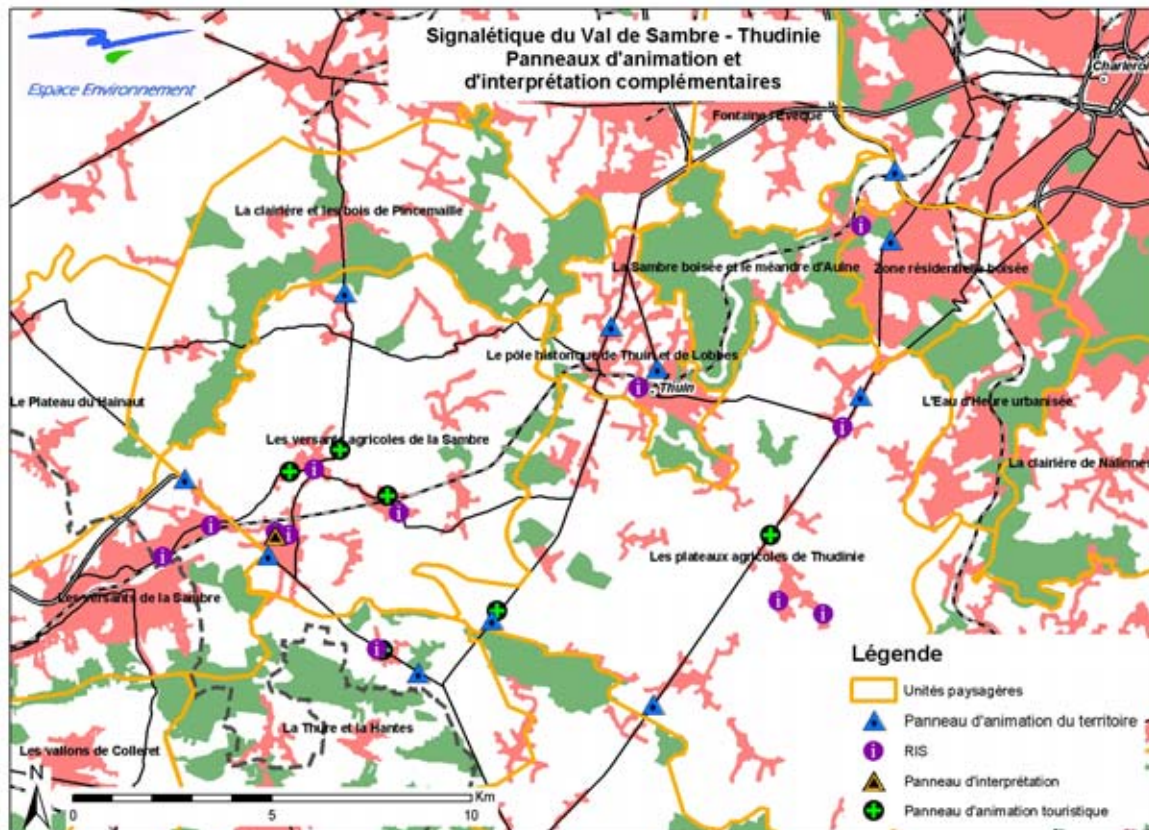 Signalétique du Val de Sambre - Thudinie
Panneaux d'animation et
d'interprétation complémentaires
Espace Environnement
Charleroi
Fontaine l'Evêque
La clairière et les bois de Pincemaille
La Sambre boisée et le méandre d'Aulne
Zone résidentielle boisée
Le pôle historique de Thuin et de Lobbes
Thuin
Le Plateau du Hainaut
L'Eau d'Heure urbanisée
Les versants agricoles de la Sambre
La clairière de Nalinnes
Les plateaux agricoles de Thudinie
Les versants de la Sambre
La Thure et la Hantes
Les vallons de Colleret
Légende
Unités paysagères
Panneau d'animation du territoire
RIS
Panneau d'interprétation
Panneau d'animation touristique
N
Km
0 5 10